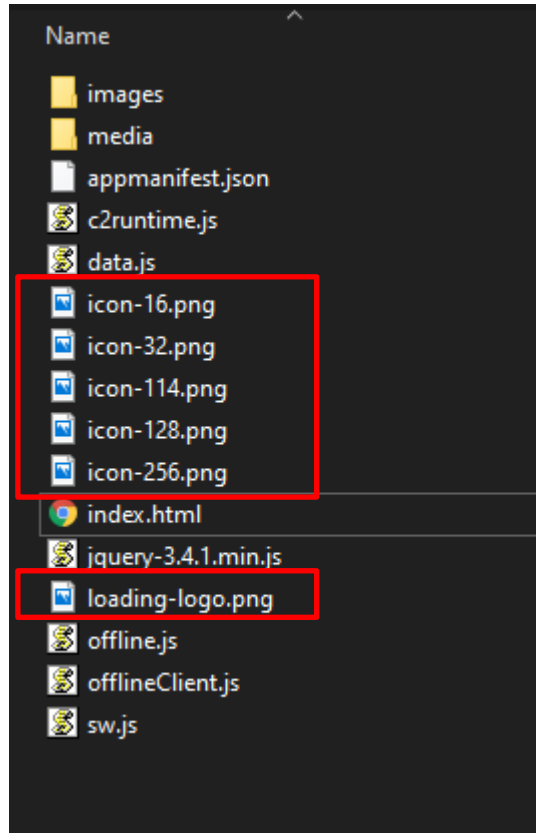 Name
images
media
appmanifest.json
c2runtime.js
data.js
icon-16.png
icon-32.png
icon-114.png
icon-128.png
icon-256.png
index.html
jquery-3.4.1.min.js
loading-logo.png
offline.js
offlineClient.js
sw.js